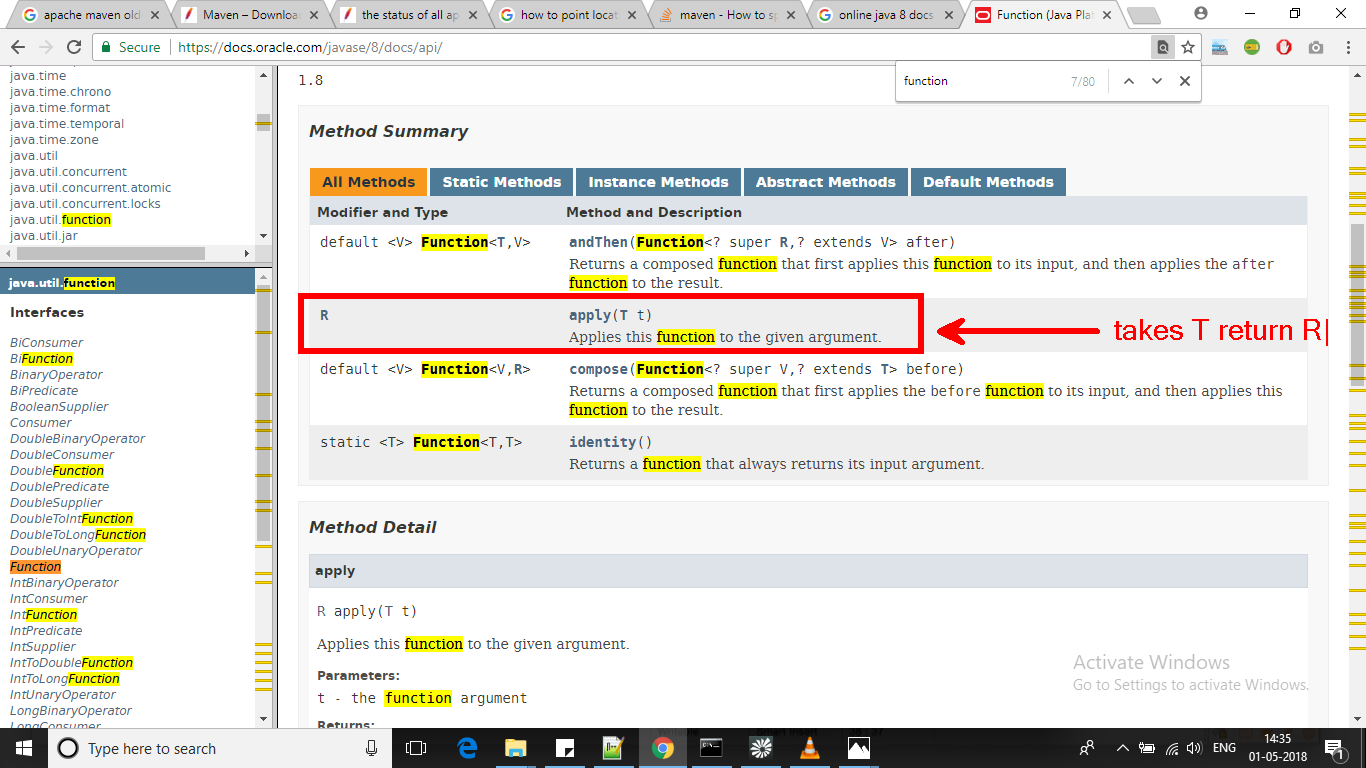 apache maven old
Maven – Downloa
the status of all ap
how to point locat
maven - How to sp
online java 8 docs
Function (Java Plat
Secure
https://docs.oracle.com/javase/8/docs/api/
function
7/80
java.time
java.time.chrono
java.time.format
java.time.temporal
java.time.zone
java.util
java.util.concurrent
java.util.concurrent.atomic
java.util.concurrent.locks
java.util.function
java.util.jar
java.util.function
Interfaces
BiConsumer
BiFunction
BinaryOperator
BiPredicate
BooleanSupplier
Consumer
DoubleBinaryOperator
DoubleConsumer
DoubleFunction
DoublePredicate
DoubleSupplier
DoubleToIntFunction
DoubleToLongFunction
DoubleUnaryOperator
Function
IntBinaryOperator
IntConsumer
IntFunction
IntPredicate
IntSupplier
IntToDoubleFunction
IntToLongFunction
IntUnaryOperator
LongBinaryOperator
LongConsumer
1.8
Method Summary
All Methods Static Methods Instance Methods Abstract Methods Default Methods
Modifier and Type Method and Description
default <V> Function<T,V> andThen(Function<? super R,? extends V> after)
Returns a composed function that first applies this function to its input, and then applies the after
function to the result.
R apply(T t)
Applies this function to the given argument.
takes T return R
default <V> Function<V,R> compose(Function<? super V,? extends T> before)
Returns a composed function that first applies the before function to its input, and then applies this
function to the result.
static <T> Function<T,T> identity()
Returns a function that always returns its input argument.
Method Detail
apply
R apply(T t)
Applies this function to the given argument.
Parameters:
t - the function argument
Returns:
Activate Windows
Go to Settings to activate Windows.
Type here to search
ENG
14:35
01-05-2018
1